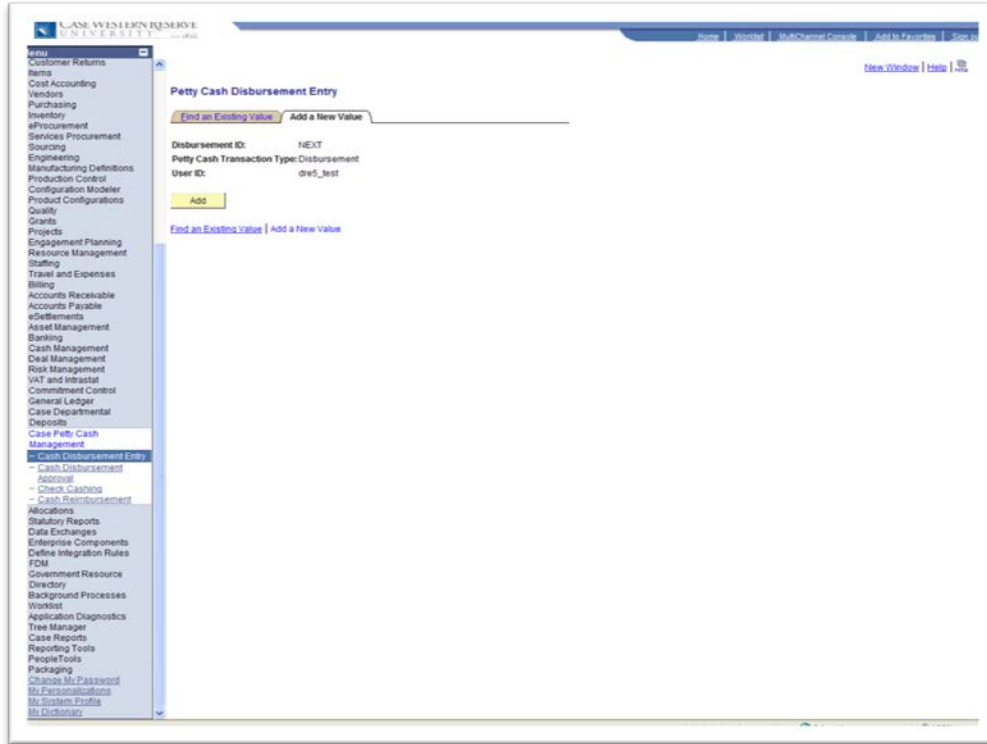 CASE WESTERN RESERVE
UNIVERSITY
Home | Worklist | MultiChannel Console | Add to Favorites | Sign ou
enu
Customer Returns
Items
Cost Accounting
Vendors
Purchasing
Inventory
eProcurement
Services Procurement
Sourcing
Engineering
Manufacturing Definitions
Production Control
Configuration Modeler
Product Configurations
Quality
Grants
Projects
Engagement Planning
Resource Management
Staffing
Travel and Expenses
Billing
Accounts Receivable
Accounts Payable
eSettlements
Asset Management
Banking
Cash Management
Deal Management
Risk Management
VAT and Intrastat
Commitment Control
General Ledger
Case Departmental
Deposits
Case Petty Cash
Management
– Cash Disbursement Entry
– Cash Disbursement
Approval
– Check Cashing
– Cash Reimbursement
Allocations
Statutory Reports
Data Exchanges
Enterprise Components
Define Integration Rules
FDM
Government Resource
Directory
Background Processes
Worklist
Application Diagnostics
Tree Manager
Case Reports
Reporting Tools
PeopleTools
Packaging
Change My Password
My Personalizations
My System Profile
My Dictionary
New Window | Help |
Petty Cash Disbursement Entry
Find an Existing Value Add a New Value
Disbursement ID: NEXT
Petty Cash Transaction Type: Disbursement
User ID: dre5_test
Add
Find an Existing Value | Add a New Value